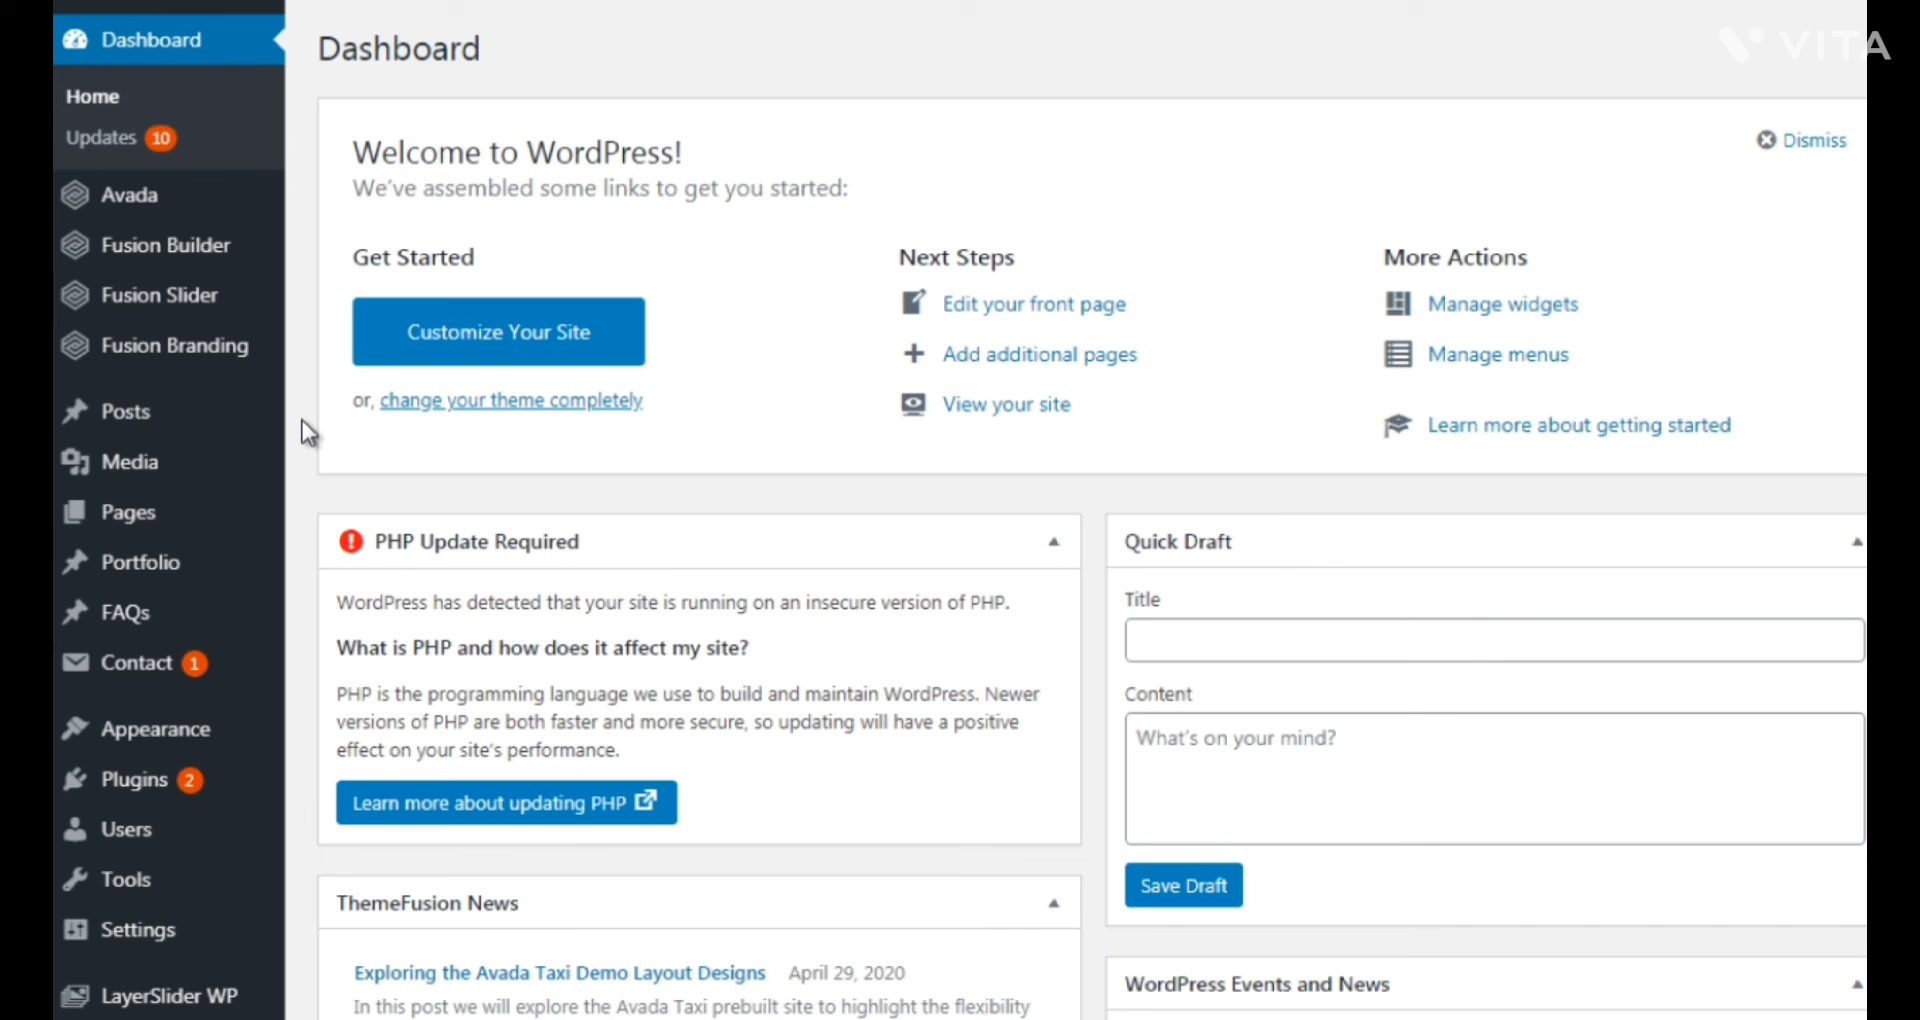 Dashboard
Home
Updates 10
Avada
Fusion Builder
Fusion Slider
Fusion Branding
Posts
Media
Pages
Portfolio
FAQs
Contact 1
Appearance
Plugins 2
Users
Tools
Settings
LayerSlider WP
Dashboard
VITA
Welcome to WordPress!
We've assembled some links to get you started:
Dismiss
Get Started
Customize Your Site
or, change your theme completely
Next Steps
Edit your front page
Add additional pages
View your site
More Actions
Manage widgets
Manage menus
Learn more about getting started
PHP Update Required
WordPress has detected that your site is running on an insecure version of PHP.
What is PHP and how does it affect my site?
PHP is the programming language we use to build and maintain WordPress. Newer
versions of PHP are both faster and more secure, so updating will have a positive
effect on your site's performance.
Learn more about updating PHP
ThemeFusion News
Exploring the Avada Taxi Demo Layout Designs April 29, 2020
In this post we will explore the Avada Taxi prebuilt site to highlight the flexibility
Quick Draft
Title
Content
What's on your mind?
Save Draft
WordPress Events and News